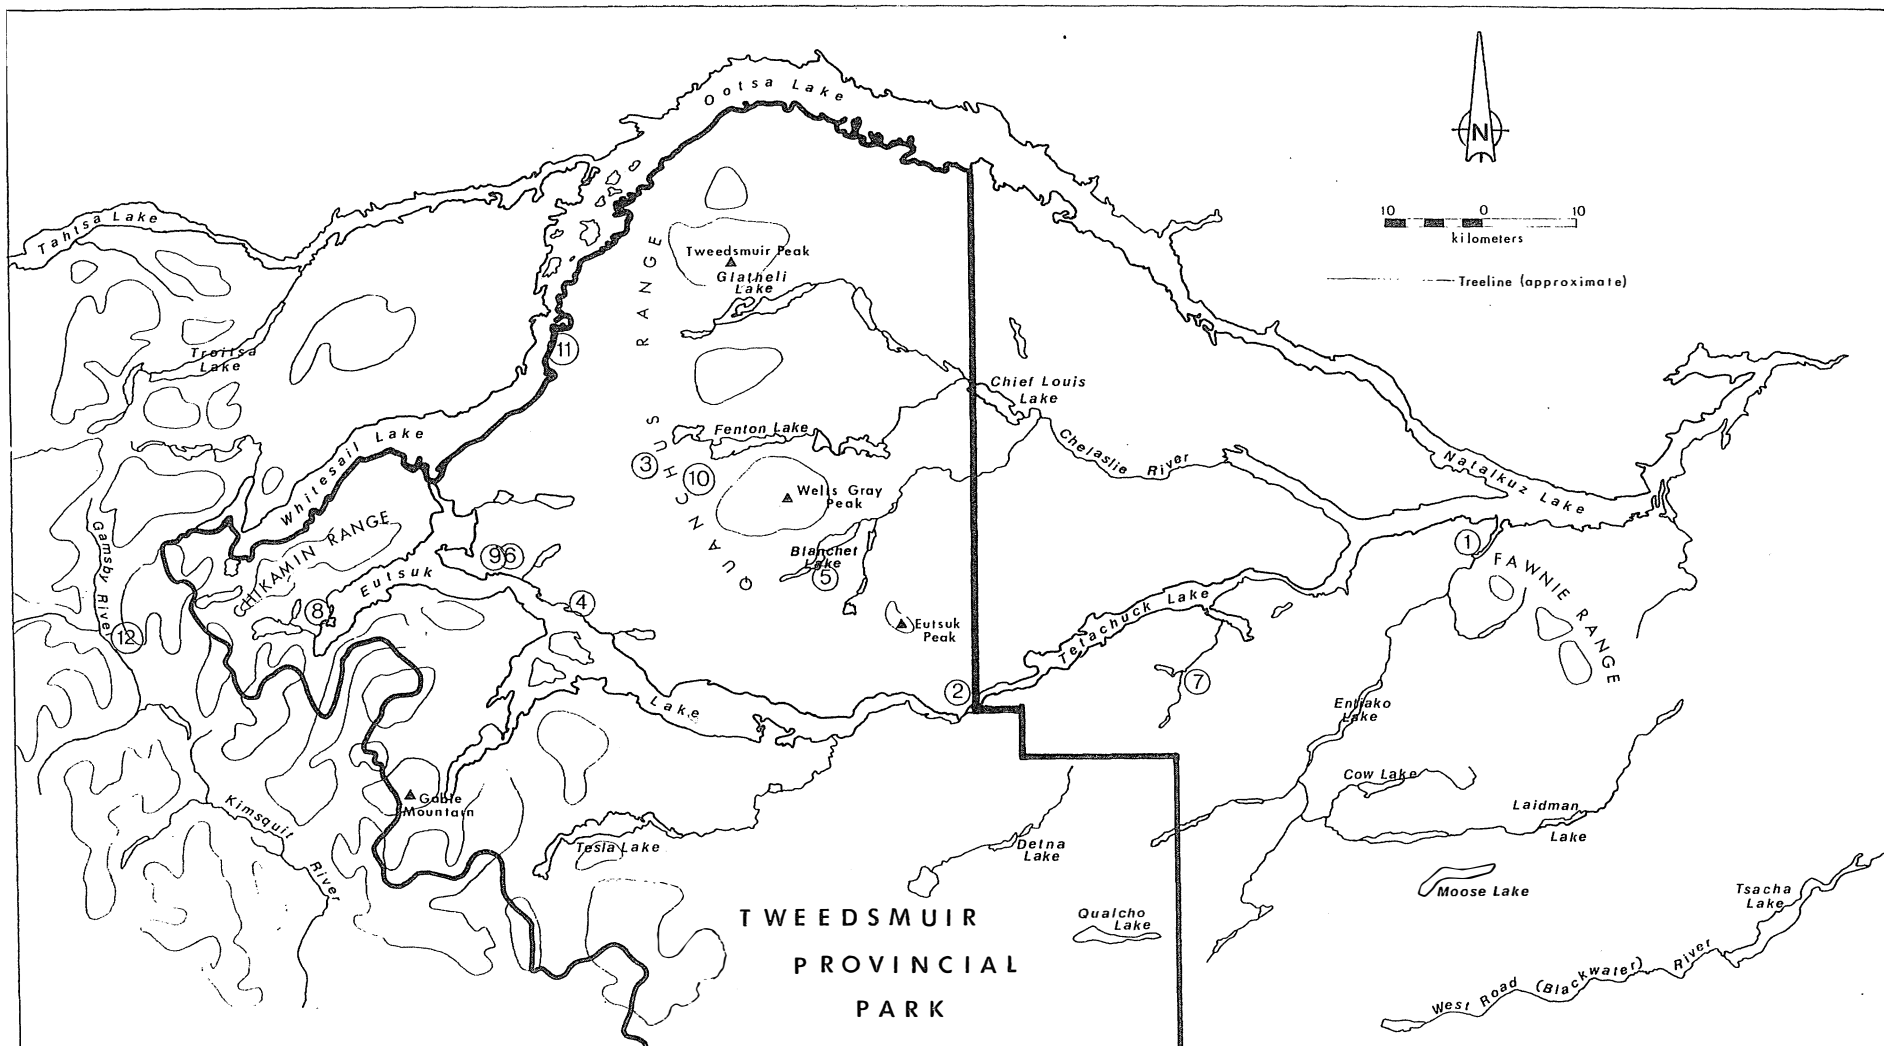 Ootsa Lake
N
10 0 10
kilometers
Treeline (approximate)
Tahtsa Lake
Tweedsmuir Peak
Glatheli
Lake
Troitsa
Lake
11
Chief Louis
Lake
QUANCHUS RANGE
Fenton Lake
Whitesail Lake
Chelaslie River
3
10
Natalkuz Lake
Wells Gray
Peak
Gamsby River
CHIKAMIN RANGE
1
96
Blanchet
Lake
5
FAWNIE RANGE
Eutsuk
8
4
Tetachuck Lake
12
Eutsuk
Peak
2
7
Lake
Entiako
Lake
Cow Lake
Gable
Mountain
Kimsquit
River
Laidman
Lake
Tesla Lake
Detna
Lake
Moose Lake
Tsacha
Lake
Qualcho
Lake
TWEEDSMUIR
PROVINCIAL
PARK
West Road (Blackwater) River